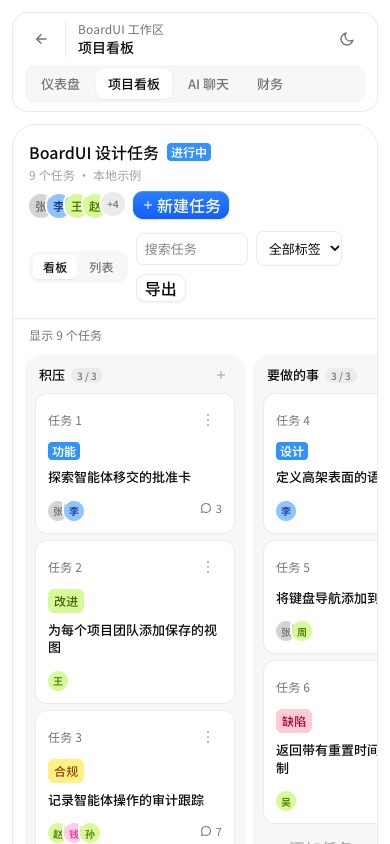 BoardUI 工作区
项目看板
仪表盘 项目看板 AI 聊天 财务
BoardUI 设计任务 进行中
9 个任务 · 本地示例
张 李 王 赵 +4 + 新建任务
看板 列表 搜索任务 全部标签
导出
显示 9 个任务
积压 3 / 3 +
任务 1
功能
探索智能体移交的批准卡
张 李 3
任务 2
改进
为每个项目团队添加保存的视
图
王
任务 3
合规
记录智能体操作的审计跟踪
赵 钱 孙 7
要做的事 3 / 3
任务 4
设计
定义高架表面的语
李
任务 5
将键盘导航添加到
张 周
任务 6
缺陷
返回带有重置时间
制
吴